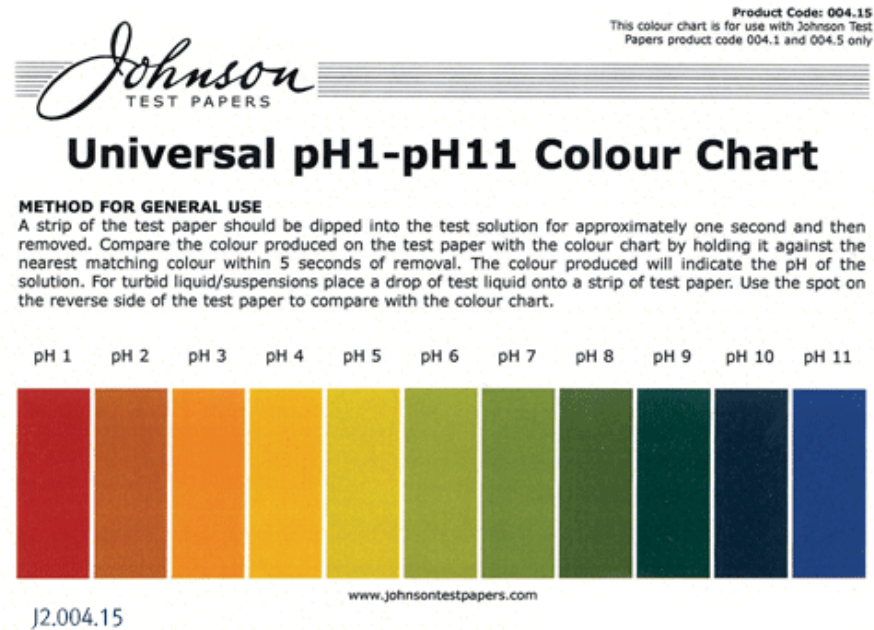 Product Code: 004.15
This colour chart is for use with Johnson Test
Papers product code 004.1 and 004.5 only
Johnson
TEST PAPERS
Universal pH1-pH11 Colour Chart
METHOD FOR GENERAL USE
A strip of the test paper should be dipped into the test solution for approximately one second and then
removed. Compare the colour produced on the test paper with the colour chart by holding it against the
nearest matching colour within 5 seconds of removal. The colour produced will indicate the pH of the
solution. For turbid liquid/suspensions place a drop of test liquid onto a strip of test paper. Use the spot on
the reverse side of the test paper to compare with the colour chart.
pH 1 pH 2 pH 3 pH 4 pH 5 pH 6 pH 7 pH 8 pH 9 pH 10 pH 11
www.johnsontestpapers.com
J2.004.15